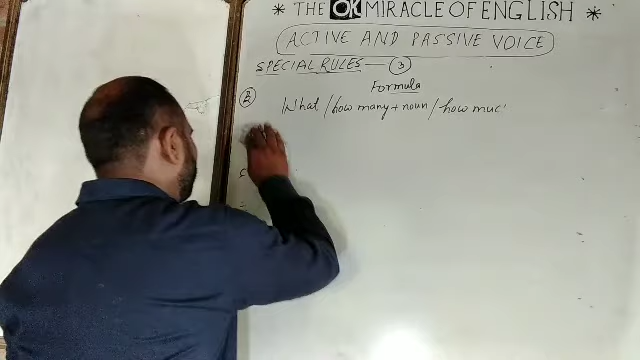 * THE OK MIRACLE OF ENGLISH *
ACTIVE AND PASSIVE VOICE
SPECIAL RULES — 3
Formula
B What / how many + noun / how muc